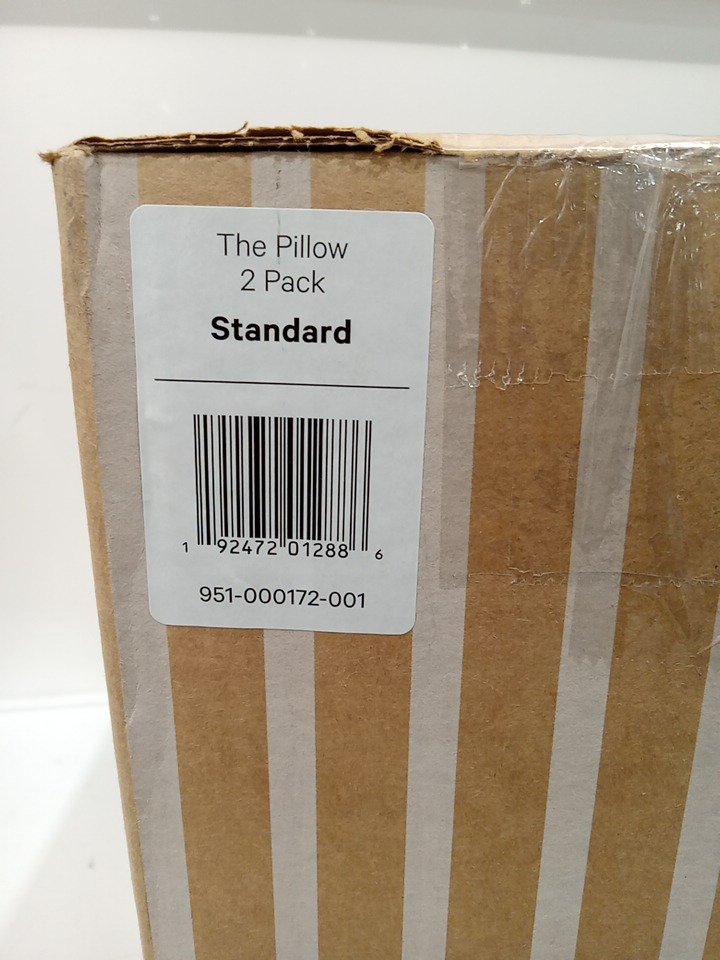 The Pillow
2 Pack
Standard
1 92472 01288 6
951-000172-001